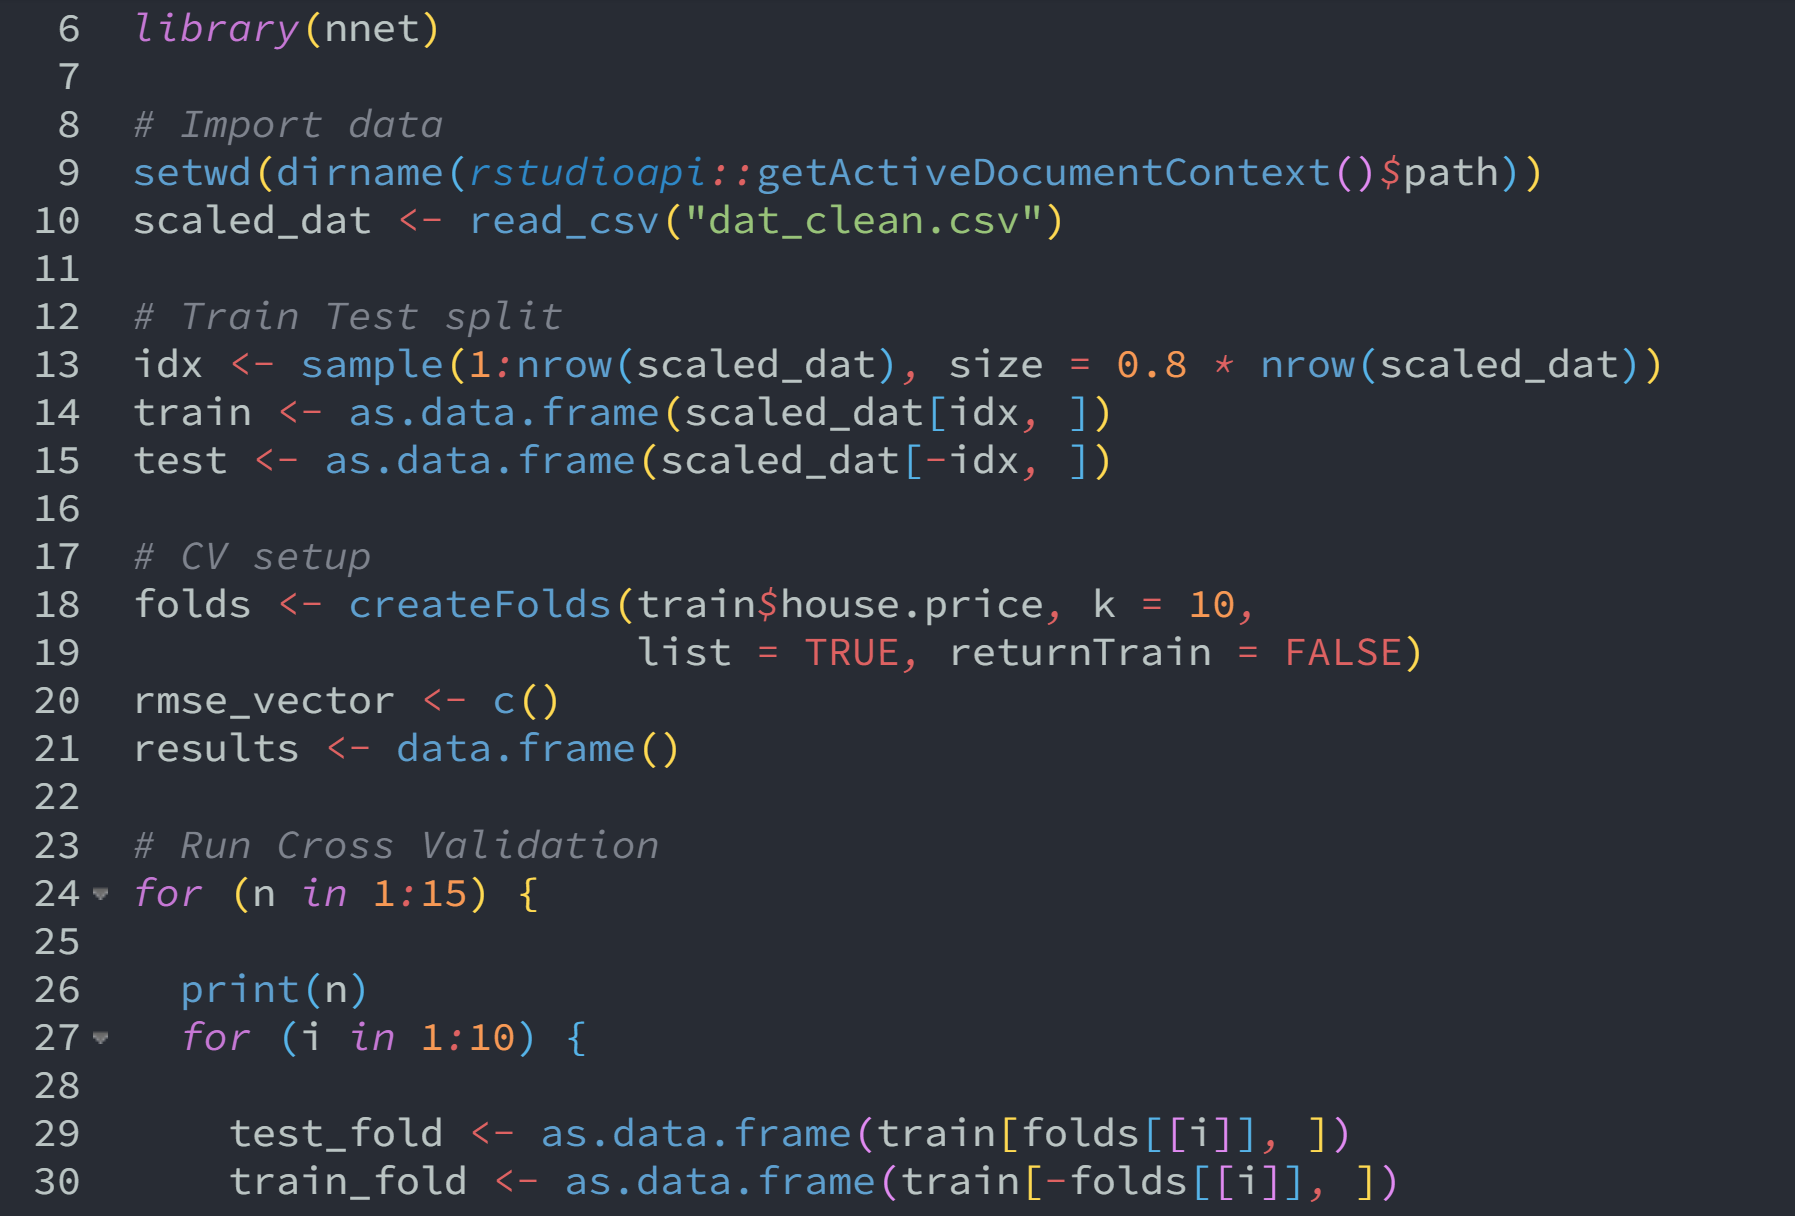 6 library(nnet)
7
8 # Import data
9 setwd(dirname(rstudioapi::getActiveDocumentContext()$path))
10 scaled_dat <- read_csv("dat_clean.csv")
11
12 # Train Test split
13 idx <- sample(1:nrow(scaled_dat), size = 0.8 * nrow(scaled_dat))
14 train <- as.data.frame(scaled_dat[idx, ])
15 test <- as.data.frame(scaled_dat[-idx, ])
16
17 # CV setup
18 folds <- createFolds(train$house.price, k = 10,
19                      list = TRUE, returnTrain = FALSE)
20 rmse_vector <- c()
21 results <- data.frame()
22
23 # Run Cross Validation
24 for (n in 1:15) {
25
26   print(n)
27   for (i in 1:10) {
28
29     test_fold <- as.data.frame(train[folds[[i]], ])
30     train_fold <- as.data.frame(train[-folds[[i]], ])